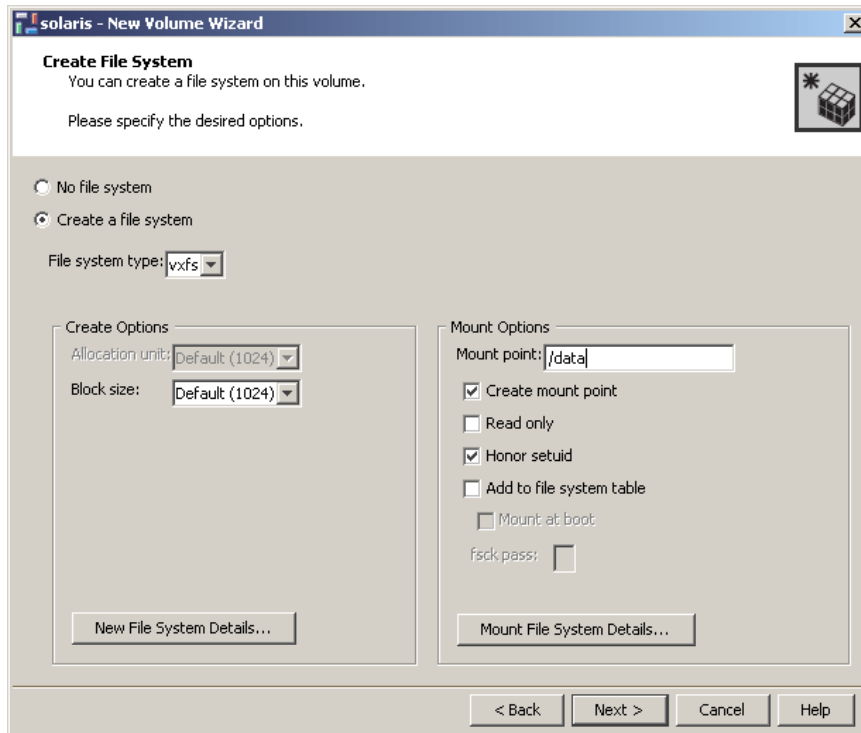 solaris - New Volume Wizard
Create File System
You can create a file system on this volume.
Please specify the desired options.
No file system
Create a file system
File system type: vxfs
Create Options
Allocation unit: Default (1024)
Block size: Default (1024)
New File System Details...
Mount Options
Mount point: /data
Create mount point
Read only
Honor setuid
Add to file system table
Mount at boot
fsck pass:
Mount File System Details...
< Back
Next >
Cancel
Help